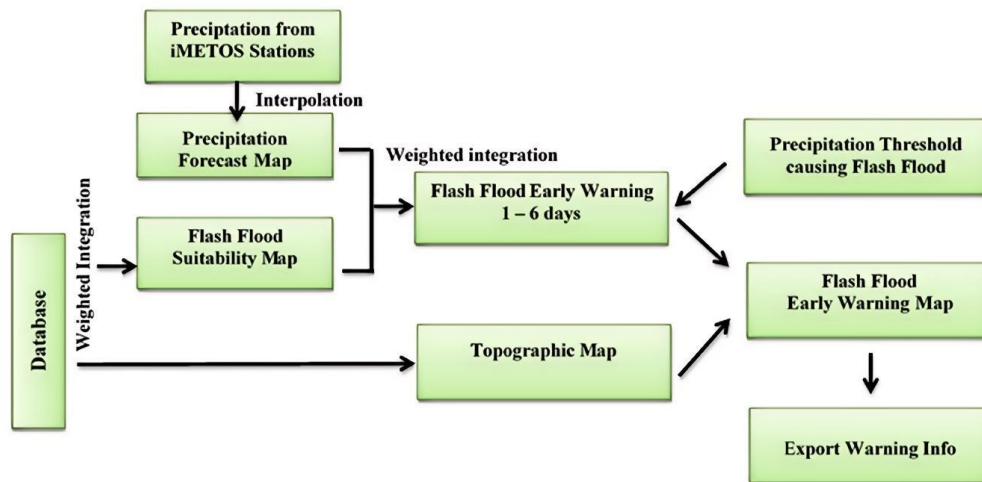 Preciptation from
iMETOS Stations
Interpolation
Precipitation
Forecast Map
Weighted integration
Precipitation Threshold
causing Flash Flood
Flash Flood Early Warning
1 – 6 days
Database
Weighted Integration
Flash Flood
Suitability Map
Flash Flood
Early Warning Map
Topographic Map
Export Warning Info